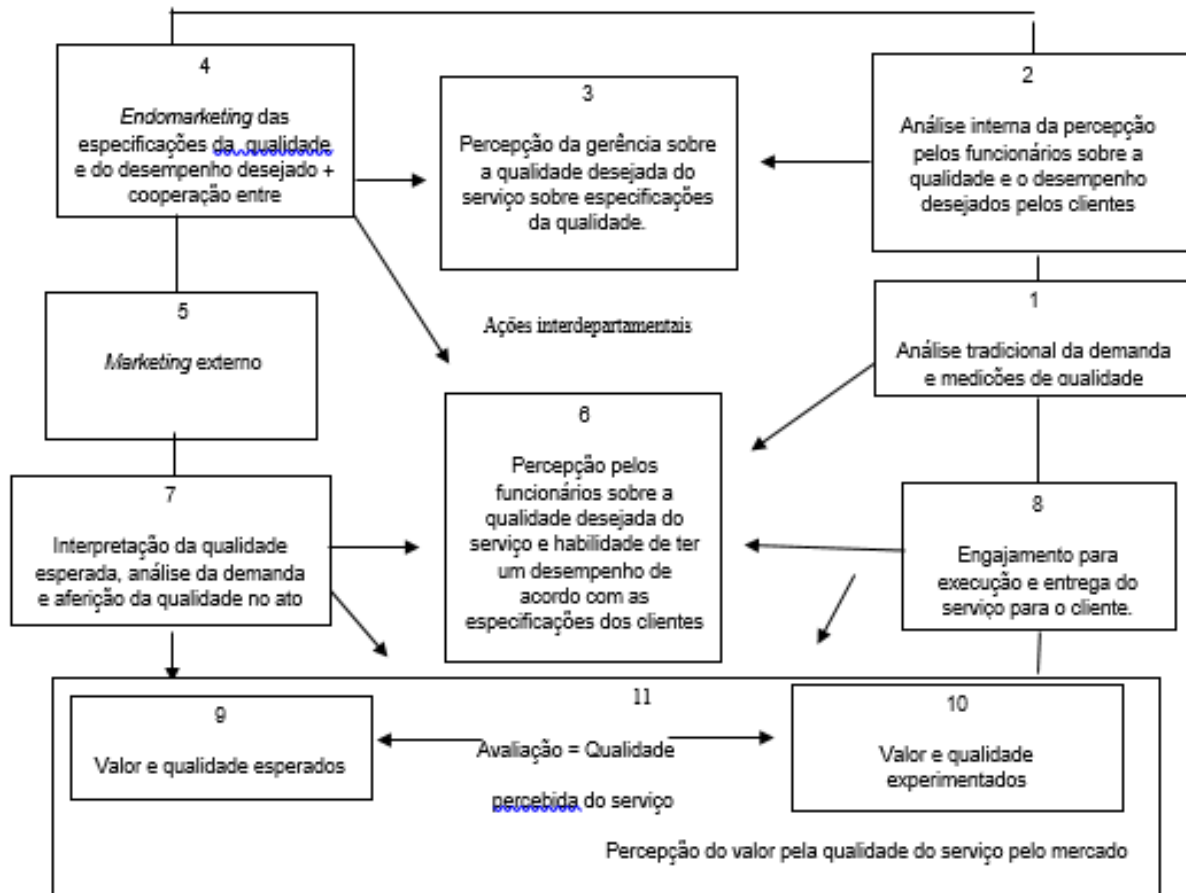 4
Endomarketing das
especificações da qualidade
e do desempenho desejado +
cooperação entre
3
Percepção da gerência sobre
a qualidade desejada do
serviço sobre especificações
da qualidade.
2
Análise interna da percepção
pelos funcionários sobre a
qualidade e o desempenho
desejados pelos clientes
5
Marketing externo
Ações interdepartamentais
1
Análise tradicional da demanda
e medições de qualidade
6
Percepção pelos
funcionários sobre a
qualidade desejada do
serviço e habilidade de ter
um desempenho de
acordo com as
especificações dos clientes
7
Interpretação da qualidade
esperada, análise da demanda
e aferição da qualidade no ato
8
Engajamento para
execução e entrega do
serviço para o cliente.
9
Valor e qualidade esperados
11
Avaliação = Qualidade
percebida do serviço
10
Valor e qualidade
experimentados
Percepção do valor pela qualidade do serviço pelo mercado